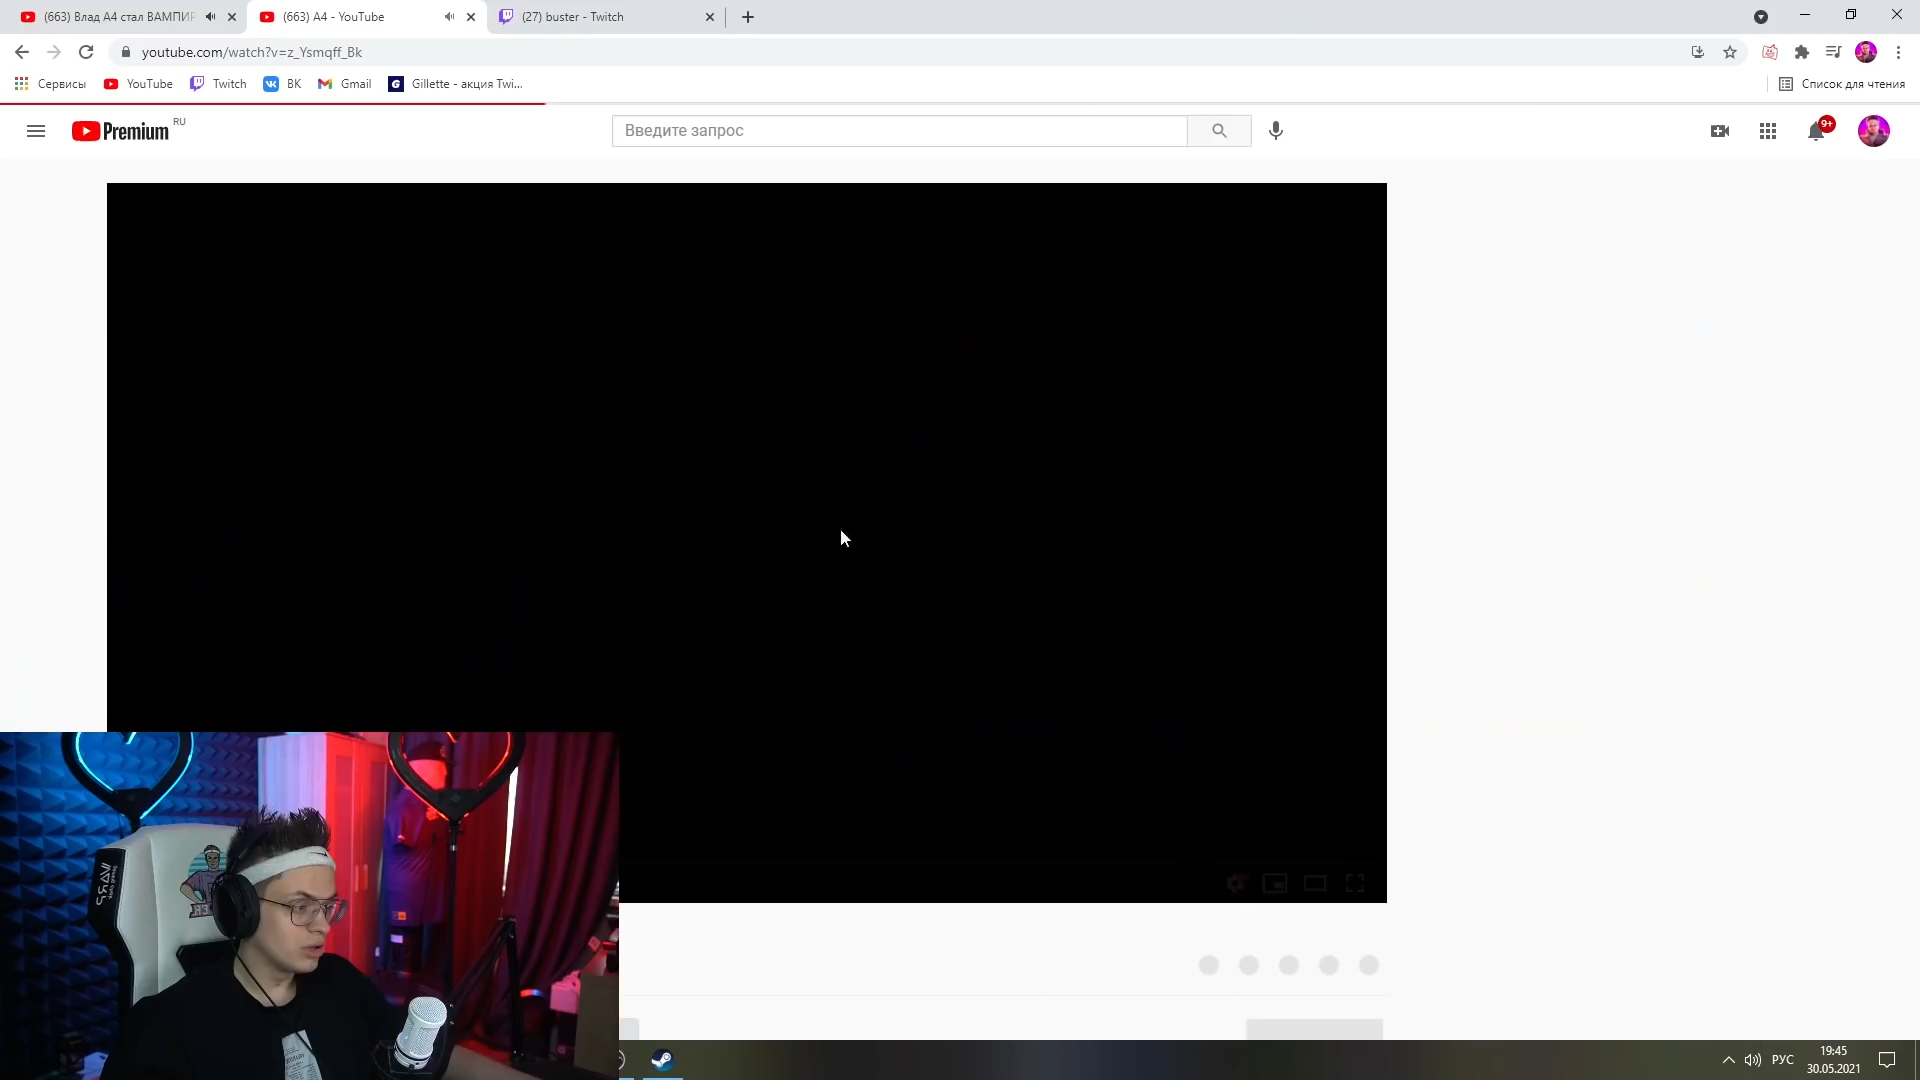 (663) Влад А4 стал ВАМПИР
(663) А4 - YouTube
(27) buster - Twitch
youtube.com/watch?v=z_Ysmqff_Bk
Сервисы
YouTube
Twitch
ВК
Gmail
Gillette - акция Twi...
Список для чтения
Premium RU
Введите запрос
9+
WARP
РУС
19:45
30.05.2021